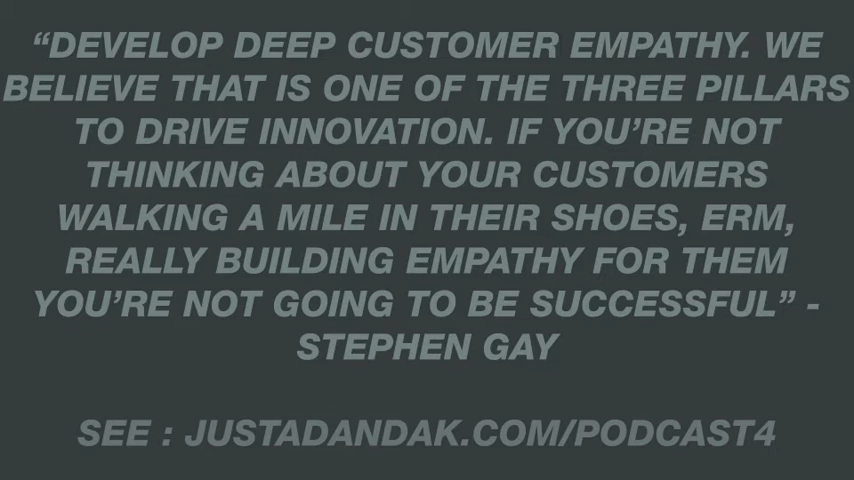 “DEVELOP DEEP CUSTOMER EMPATHY. WE
BELIEVE THAT IS ONE OF THE THREE PILLARS
TO DRIVE INNOVATION. IF YOU’RE NOT
THINKING ABOUT YOUR CUSTOMERS
WALKING A MILE IN THEIR SHOES, ERM,
REALLY BUILDING EMPATHY FOR THEM
YOU’RE NOT GOING TO BE SUCCESSFUL” -
STEPHEN GAY
SEE : JUSTADANDAK.COM/PODCAST4